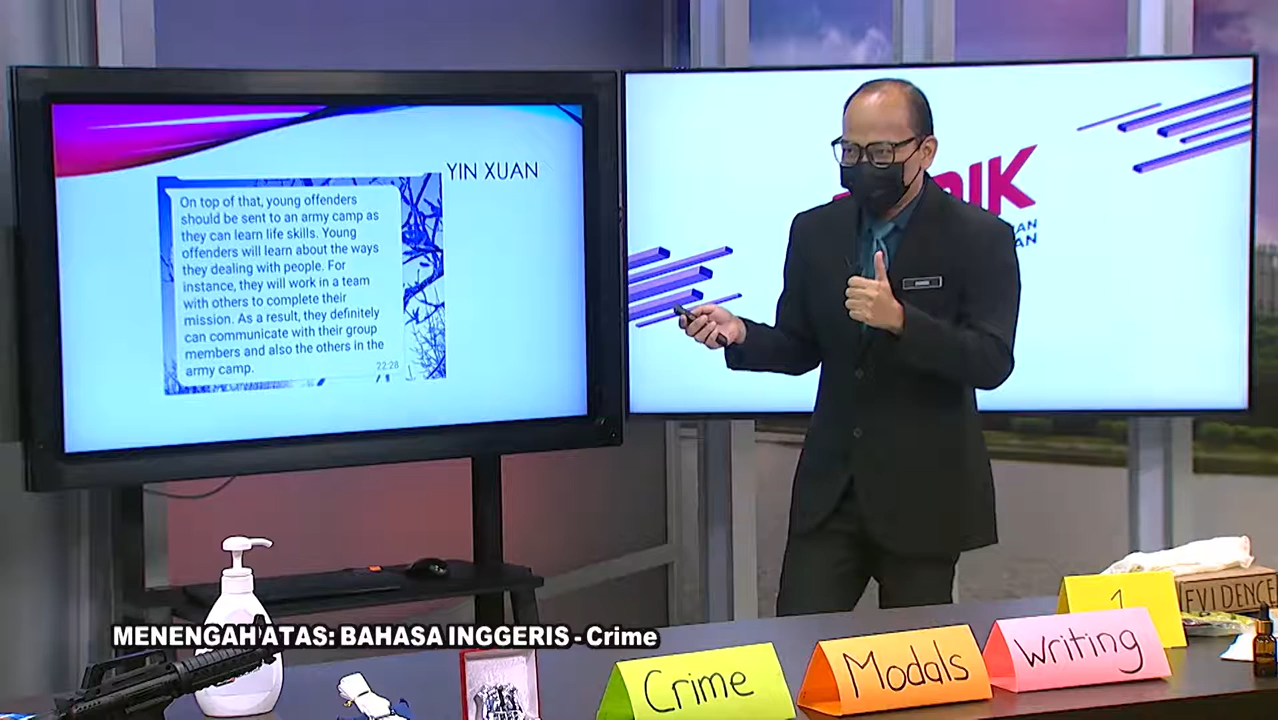 YIN XUAN
On top of that, young offenders
should be sent to an army camp as
they can learn life skills. Young
offenders will learn about the ways
they dealing with people. For
instance, they will work in a team
with others to complete their
mission. As a result, they definitely
can communicate with their group
members and also the others in the
army camp.
22:28
DIK
AN
AN
1
EVIDENCE
MENENGAH ATAS: BAHASA INGGERIS - Crime
Crime
Modals
Writing